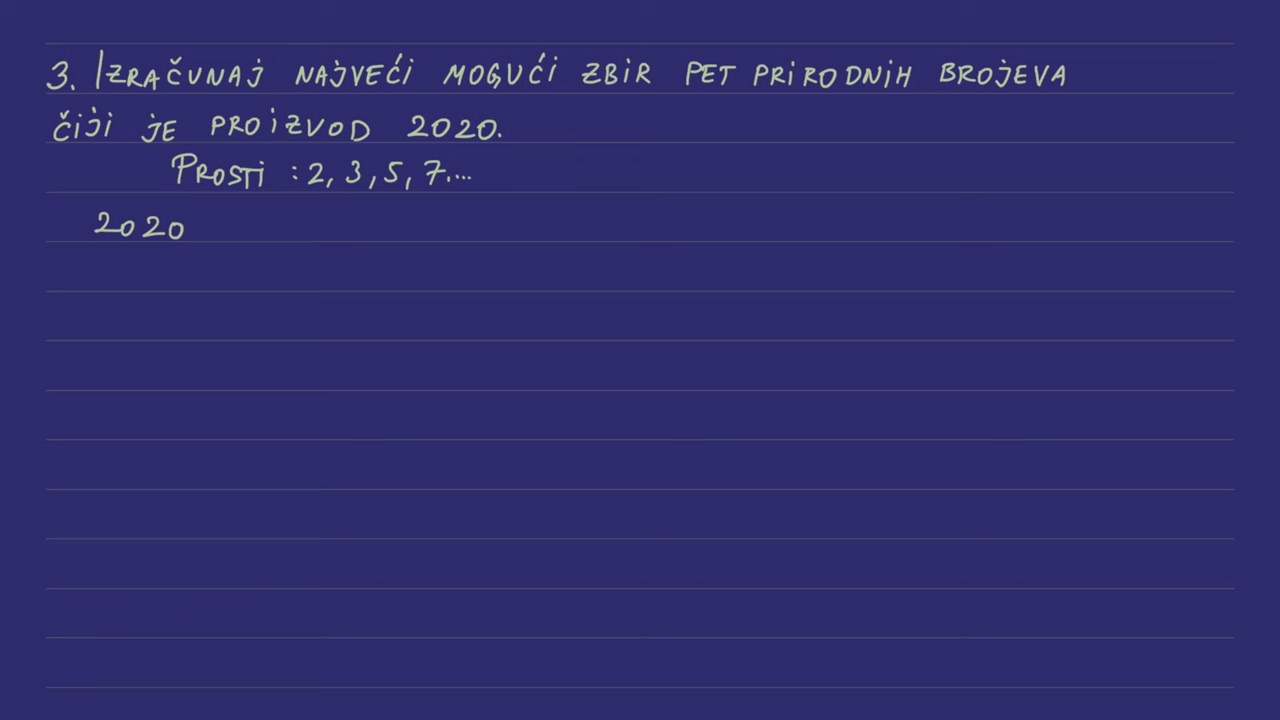 3. IZRAČUNAJ NAJVEĆI MOGUĆI ZBIR PET PRIRODNIH BROJEVA
ČIJI JE PROIZVOD 2020.
PROSTI : 2, 3, 5, 7....
2020